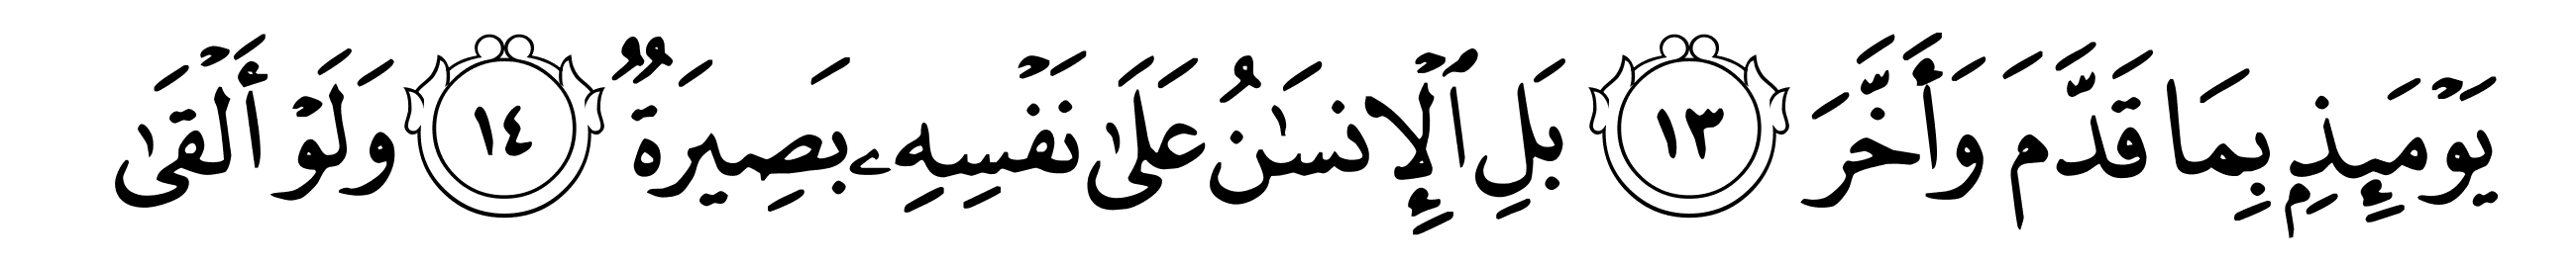 يَوۡمَئِذِۭ بِمَا قَدَّمَ وَأَخَّرَ ١٣ بَلِ ٱلۡإِنسَٰنُ عَلَىٰ نَفۡسِهِۦ بَصِيرَةٞ ١٤ وَلَوۡ أَلۡقَىٰ